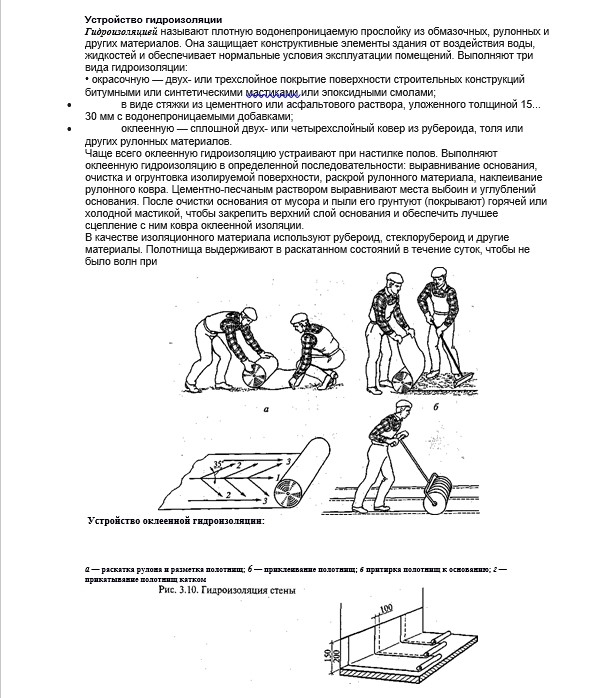 Устройство гидроизоляции
Гидроизоляцией называют плотную водонепроницаемую прослойку из обмазочных, рулонных и
других материалов. Она защищает конструктивные элементы здания от воздействия воды,
жидкостей и обеспечивает нормальные условия эксплуатации помещений. Выполняют три
вида гидроизоляции:
• окрасочную — двух- или трехслойное покрытие поверхности строительных конструкций
битумными или синтетическими мастиками или эпоксидными смолами;
• в виде стяжки из цементного или асфальтового раствора, уложенного толщиной 15...
30 мм с водонепроницаемыми добавками;
• оклеенную — сплошной двух- или четырехслойный ковер из рубероида, толя или
других рулонных материалов.
Чаще всего оклеенную гидроизоляцию устраивают при настилке полов. Выполняют
оклеенную гидроизоляцию в определенной последовательности: выравнивание основания,
очистка и огрунтовка изолируемой поверхности, раскрой рулонного материала, наклеивание
рулонного ковра. Цементно-песчаным раствором выравнивают места выбоин и углублений
основания. После очистки основания от мусора и пыли его грунтуют (покрывают) горячей или
холодной мастикой, чтобы закрепить верхний слой основания и обеспечить лучшее
сцепление с ним ковра оклеенной изоляции.
В качестве изоляционного материала используют рубероид, стеклорубероид и другие
материалы. Полотнища выдерживают в раскатанном состояний в течение суток, чтобы не
было волн при
а
б
35°
2
3
1
2
3
Устройство оклеенной гидроизоляции:
а — раскатка рулона и разметка полотнищ; б — приклеивание полотнищ; в притирка полотнищ к основанию; г —
прикатывание полотнищ катком
Рис. 3.10. Гидроизоляция стены
100
150
200